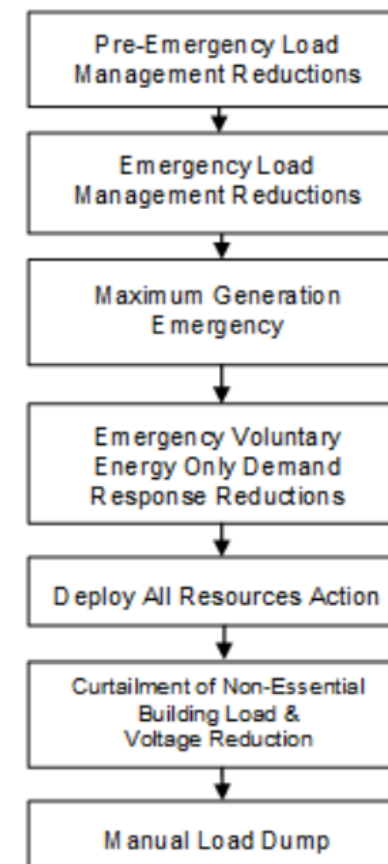 Pre-Emergency Load
Management Reductions
Emergency Load
Management Reductions
Maximum Generation
Emergency
Emergency Voluntary
Energy Only Demand
Response Reductions
Deploy All Resources Action
Curtailment of Non-Essential
Building Load &
Voltage Reduction
Manual Load Dump